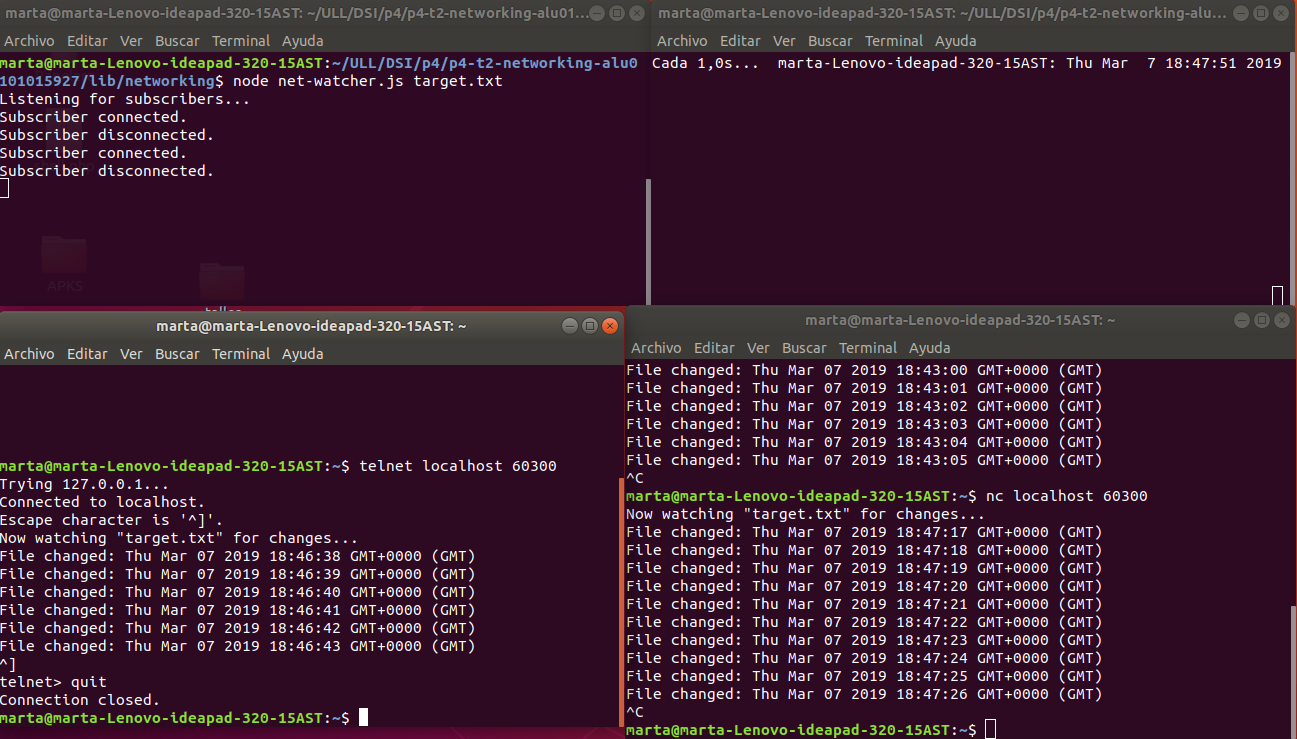 marta@marta-Lenovo-ideapad-320-15AST: ~/ULL/DSI/p4/p4-t2-networking-alu01...
Archivo Editar Ver Buscar Terminal Ayuda
marta@marta-Lenovo-ideapad-320-15AST:~/ULL/DSI/p4/p4-t2-networking-alu0
101015927/lib/networking$ node net-watcher.js target.txt
Listening for subscribers...
Subscriber connected.
Subscriber disconnected.
Subscriber connected.
Subscriber disconnected.
APKS
marta@marta-Lenovo-ideapad-320-15AST: ~/ULL/DSI/p4/p4-t2-networking-alu...
Archivo Editar Ver Buscar Terminal Ayuda
Cada 1,0s... marta-Lenovo-ideapad-320-15AST: Thu Mar  7 18:47:51 2019
marta@marta-Lenovo-ideapad-320-15AST: ~
Archivo Editar Ver Buscar Terminal Ayuda
marta@marta-Lenovo-ideapad-320-15AST:~$ telnet localhost 60300
Trying 127.0.0.1...
Connected to localhost.
Escape character is '^]'.
Now watching "target.txt" for changes...
File changed: Thu Mar 07 2019 18:46:38 GMT+0000 (GMT)
File changed: Thu Mar 07 2019 18:46:39 GMT+0000 (GMT)
File changed: Thu Mar 07 2019 18:46:40 GMT+0000 (GMT)
File changed: Thu Mar 07 2019 18:46:41 GMT+0000 (GMT)
File changed: Thu Mar 07 2019 18:46:42 GMT+0000 (GMT)
File changed: Thu Mar 07 2019 18:46:43 GMT+0000 (GMT)
^]
telnet> quit
Connection closed.
marta@marta-Lenovo-ideapad-320-15AST:~$
marta@marta-Lenovo-ideapad-320-15AST: ~
Archivo Editar Ver Buscar Terminal Ayuda
File changed: Thu Mar 07 2019 18:43:00 GMT+0000 (GMT)
File changed: Thu Mar 07 2019 18:43:01 GMT+0000 (GMT)
File changed: Thu Mar 07 2019 18:43:02 GMT+0000 (GMT)
File changed: Thu Mar 07 2019 18:43:03 GMT+0000 (GMT)
File changed: Thu Mar 07 2019 18:43:04 GMT+0000 (GMT)
File changed: Thu Mar 07 2019 18:43:05 GMT+0000 (GMT)
^C
marta@marta-Lenovo-ideapad-320-15AST:~$ nc localhost 60300
Now watching "target.txt" for changes...
File changed: Thu Mar 07 2019 18:47:17 GMT+0000 (GMT)
File changed: Thu Mar 07 2019 18:47:18 GMT+0000 (GMT)
File changed: Thu Mar 07 2019 18:47:19 GMT+0000 (GMT)
File changed: Thu Mar 07 2019 18:47:20 GMT+0000 (GMT)
File changed: Thu Mar 07 2019 18:47:21 GMT+0000 (GMT)
File changed: Thu Mar 07 2019 18:47:22 GMT+0000 (GMT)
File changed: Thu Mar 07 2019 18:47:23 GMT+0000 (GMT)
File changed: Thu Mar 07 2019 18:47:24 GMT+0000 (GMT)
File changed: Thu Mar 07 2019 18:47:25 GMT+0000 (GMT)
File changed: Thu Mar 07 2019 18:47:26 GMT+0000 (GMT)
^C
marta@marta-Lenovo-ideapad-320-15AST:~$